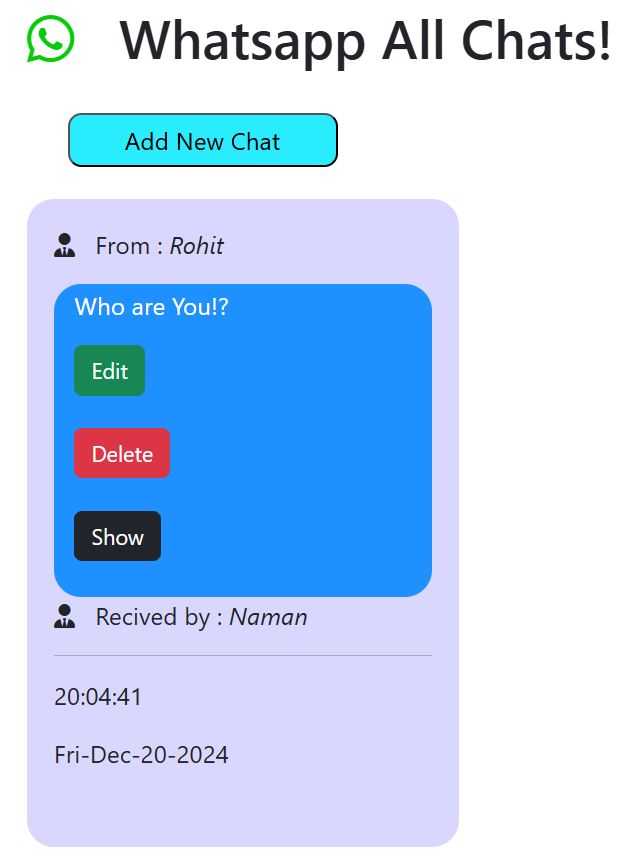 Whatsapp All Chats!
Add New Chat
From : Rohit
Who are You!?
Edit
Delete
Show
Recived by : Naman
20:04:41
Fri-Dec-20-2024